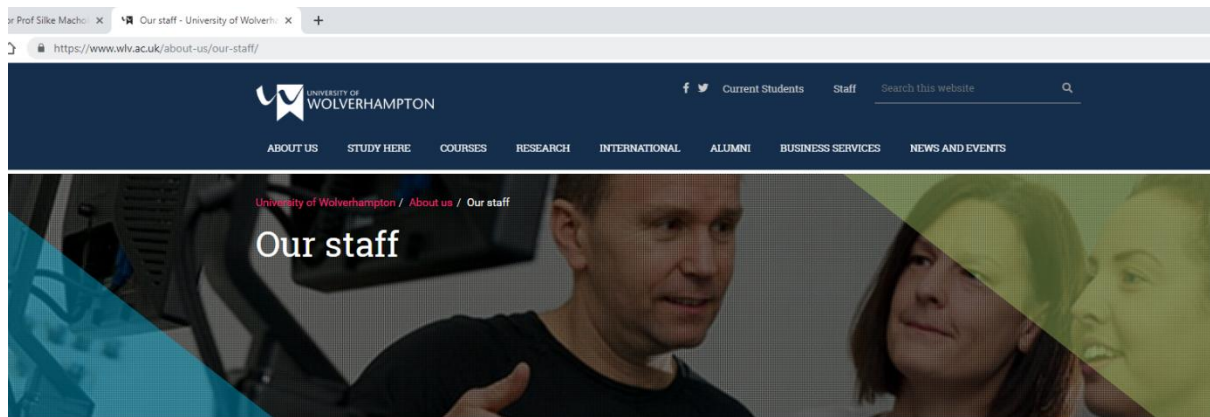 or Prof Silke Machol
Our staff - University of Wolverh
https://www.wlv.ac.uk/about-us/our-staff/
UNIVERSITY OF
WOLVERHAMPTON
Current Students Staff Search this website
ABOUT US STUDY HERE COURSES RESEARCH INTERNATIONAL ALUMNI BUSINESS SERVICES NEWS AND EVENTS
University of Wolverhampton / About us / Our staff
Our staff